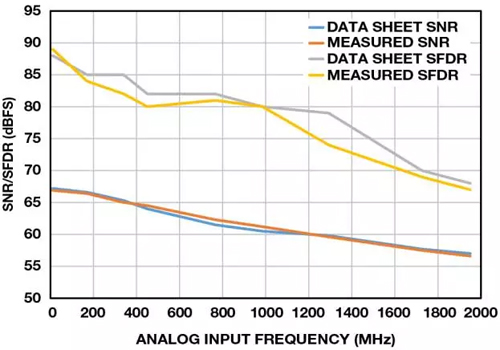 95
90
85
80
75
70
65
60
55
50
SNR/SFDR (dBFS)
DATA SHEET SNR
MEASURED SNR
DATA SHEET SFDR
MEASURED SFDR
0 200 400 600 800 1000 1200 1400 1600 1800 2000
ANALOG INPUT FREQUENCY (MHz)